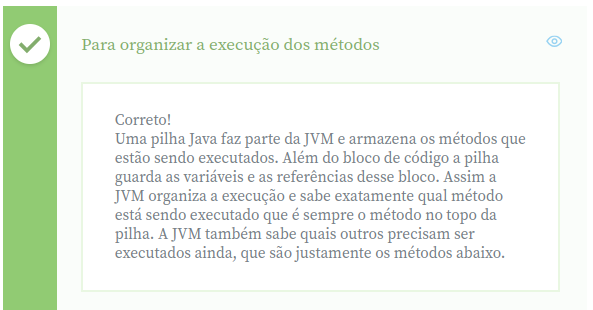 Para organizar a execução dos métodos
Correto!
Uma pilha Java faz parte da JVM e armazena os métodos que
estão sendo executados. Além do bloco de código a pilha
guarda as variáveis e as referências desse bloco. Assim a
JVM organiza a execução e sabe exatamente qual método
está sendo executado que é sempre o método no topo da
pilha. A JVM também sabe quais outros precisam ser
executados ainda, que são justamente os métodos abaixo.